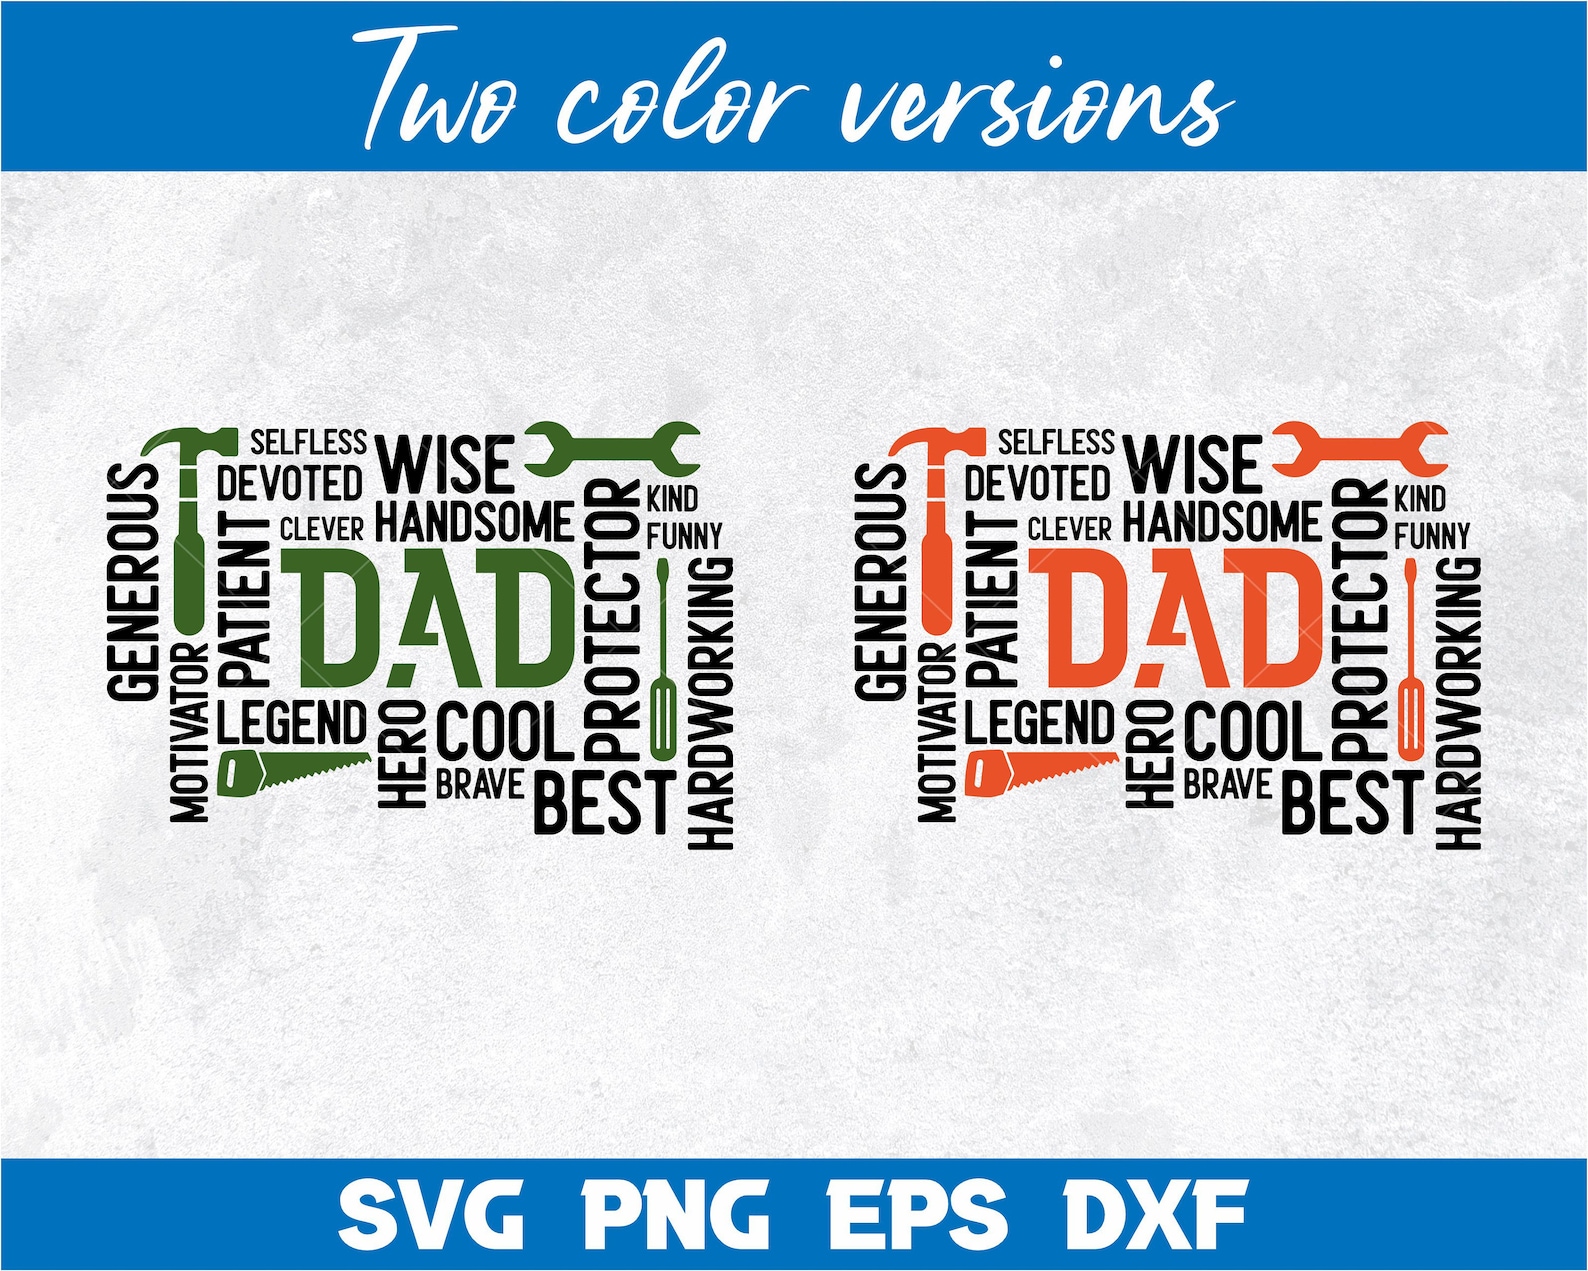 Two color versions
SELFLESS
WISE
DEVOTED
GENEROUS
CLEVER
HANDSOME
KIND
FUNNY
PATIENT
DAD
PROTECTOR
HARDWORKING
MOTIVATOR
LEGEND
HERO
COOL
BRAVE
BEST
SELFLESS
WISE
DEVOTED
GENEROUS
CLEVER
HANDSOME
KIND
FUNNY
PATIENT
DAD
PROTECTOR
HARDWORKING
MOTIVATOR
LEGEND
HERO
COOL
BRAVE
BEST
SVG PNG EPS DXF